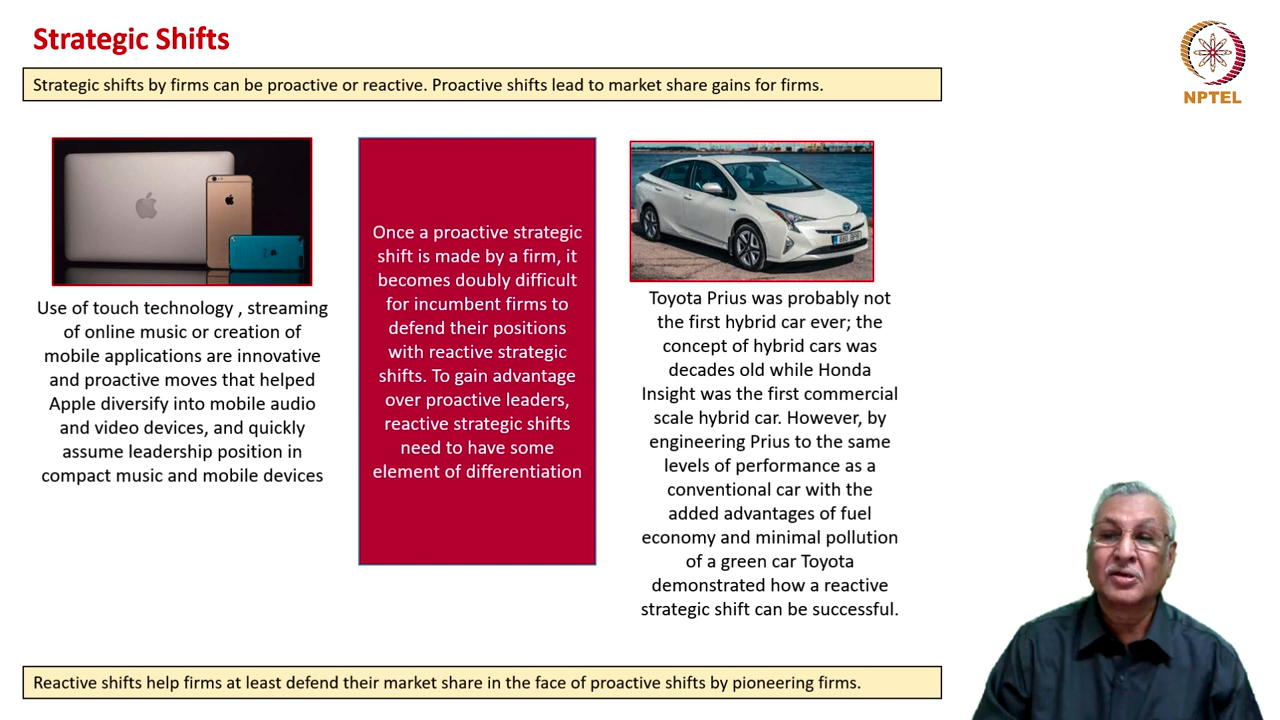 Strategic Shifts
Strategic shifts by firms can be proactive or reactive. Proactive shifts lead to market share gains for firms.
NPTEL
Use of touch technology , streaming
of online music or creation of
mobile applications are innovative
and proactive moves that helped
Apple diversify into mobile audio
and video devices, and quickly
assume leadership position in
compact music and mobile devices
Once a proactive strategic
shift is made by a firm, it
becomes doubly difficult
for incumbent firms to
defend their positions
with reactive strategic
shifts. To gain advantage
over proactive leaders,
reactive strategic shifts
need to have some
element of differentiation
Toyota Prius was probably not
the first hybrid car ever; the
concept of hybrid cars was
decades old while Honda
Insight was the first commercial
scale hybrid car. However, by
engineering Prius to the same
levels of performance as a
conventional car with the
added advantages of fuel
economy and minimal pollution
of a green car Toyota
demonstrated how a reactive
strategic shift can be successful.
Reactive shifts help firms at least defend their market share in the face of proactive shifts by pioneering firms.